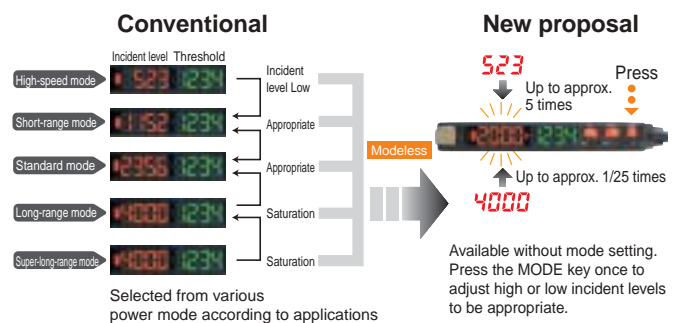 Conventional
New proposal
Incident level Threshold
High-speed mode
523 1234
Incident
level Low
Short-range mode
1152 1234
Appropriate
Standard mode
2356 1234
Appropriate
Long-range mode
4000 1234
Saturation
Super-long-range mode
4000 1234
Saturation
Selected from various
power mode according to applications
Modeless
523
Up to approx.
5 times
Press
2000 1234
Up to approx. 1/25 times
4000
Available without mode setting.
Press the MODE key once to
adjust high or low incident levels
to be appropriate.